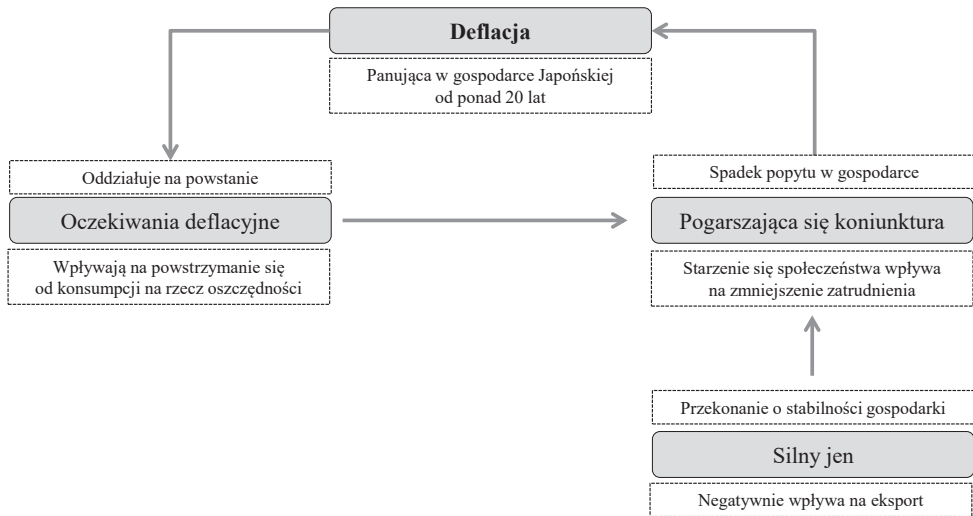 Deflacja
Panująca w gospodarce Japońskiej
od ponad 20 lat
Oddziałuje na powstanie
Oczekiwania deflacyjne
Wpływają na powstrzymanie się
od konsumpcji na rzecz oszczędności
Spadek popytu w gospodarce
Pogarszająca się koniunktura
Starzenie się społeczeństwa wpływa
na zmniejszenie zatrudnienia
Przekonanie o stabilności gospodarki
Silny jen
Negatywnie wpływa na eksport